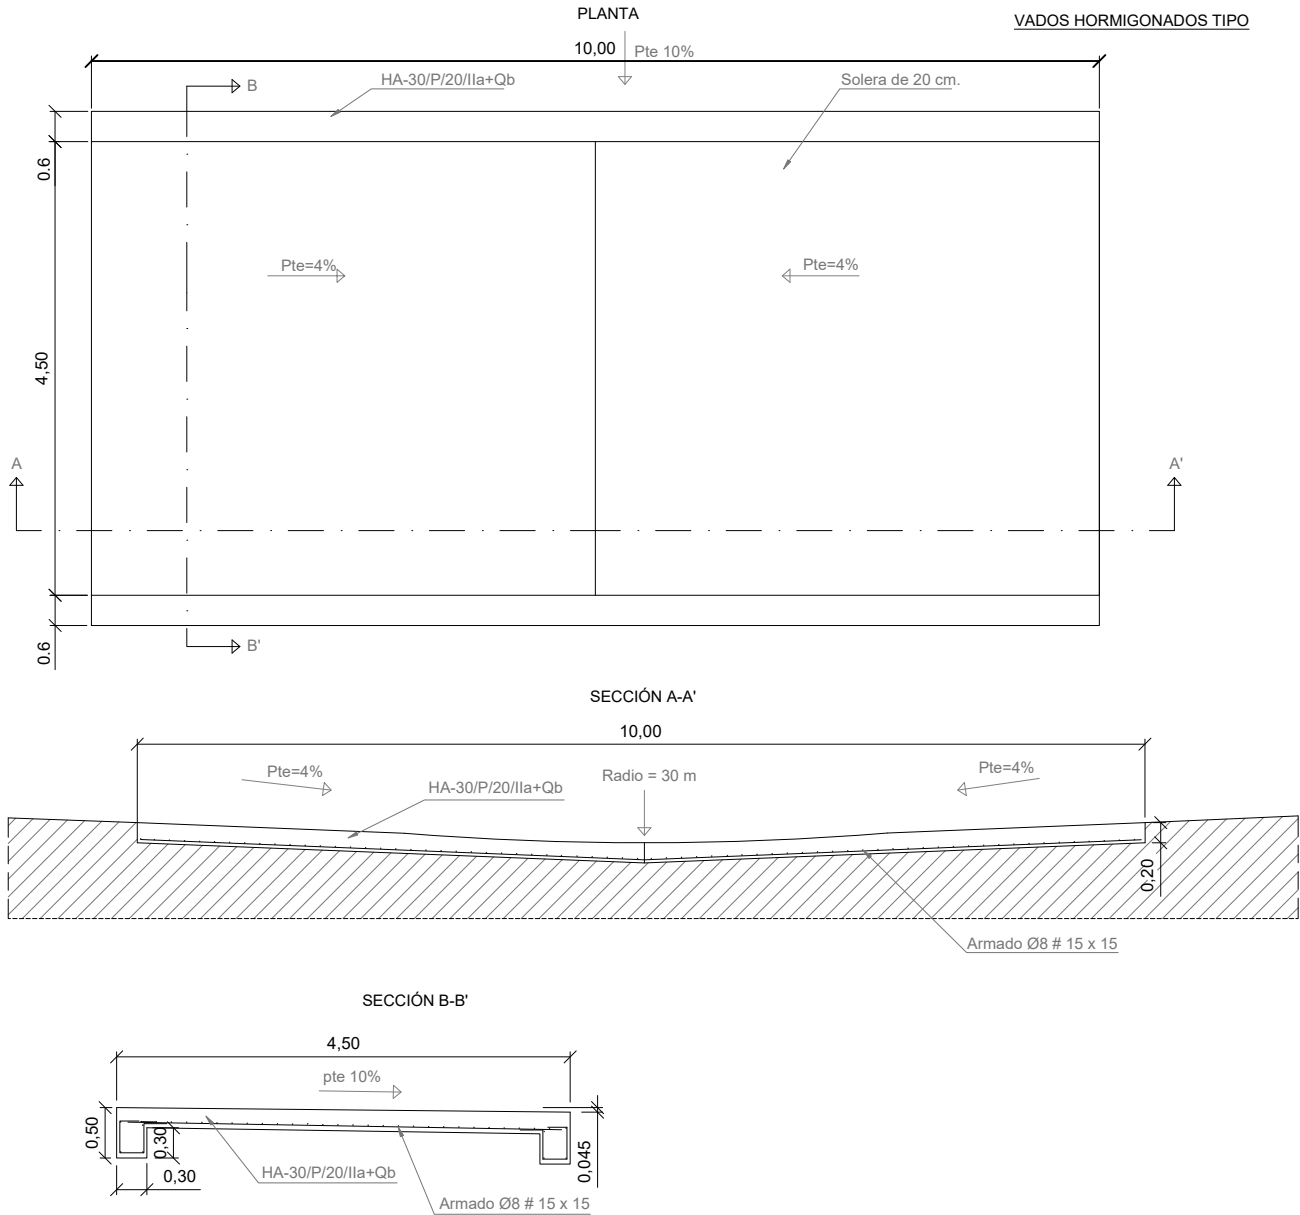 PLANTA
VADOS HORMIGONADOS TIPO
10,00
Pte 10%
B
HA-30/P/20/IIa+Qb
Solera de 20 cm.
0.6
Pte=4%
Pte=4%
4,50
A
A'
0.6
B'
SECCIÓN A-A'
10,00
Pte=4%
HA-30/P/20/IIa+Qb
Radio = 30 m
Pte=4%
0,20
Armado Ø8 # 15 x 15
SECCIÓN B-B'
4,50
pte 10%
0,50
0,30
0,045
0,30
HA-30/P/20/IIa+Qb
Armado Ø8 # 15 x 15